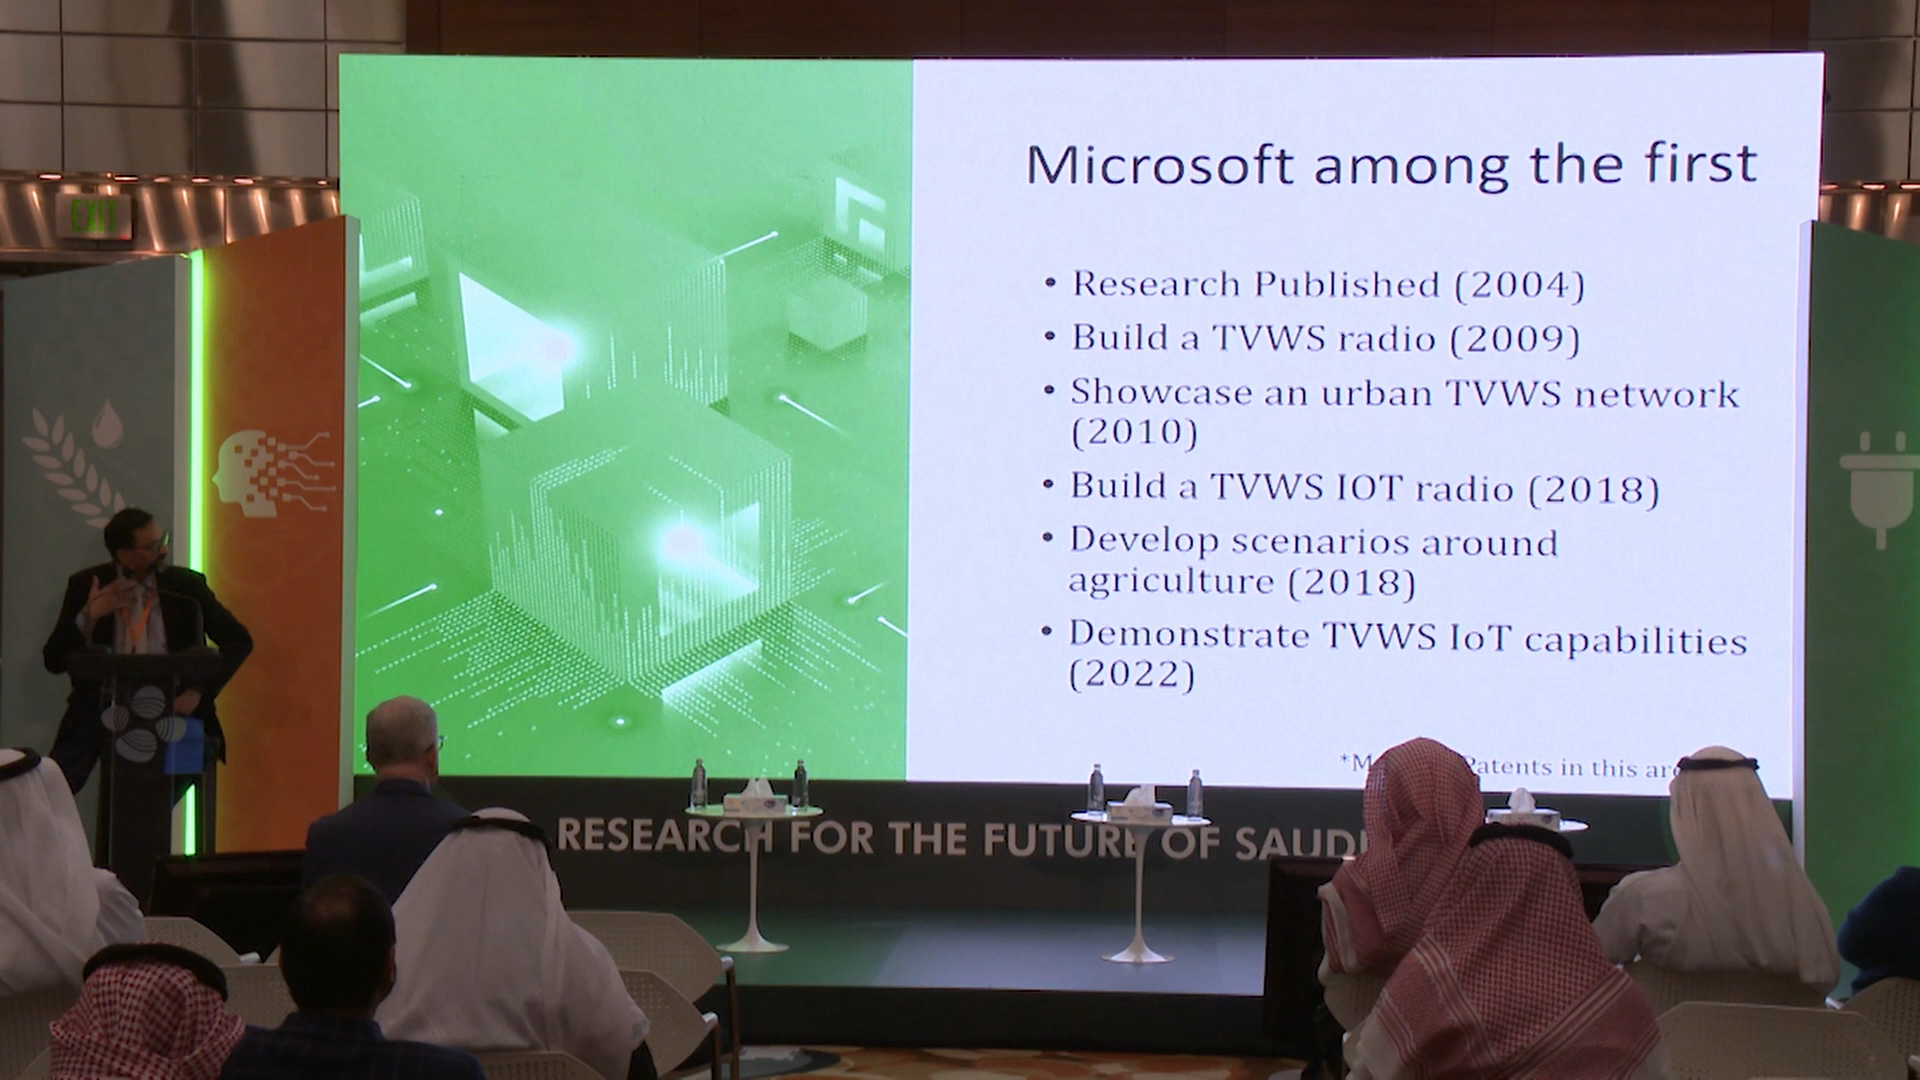 EXIT
Microsoft among the first
• Research Published (2004)
• Build a TVWS radio (2009)
• Showcase an urban TVWS network
(2010)
• Build a TVWS IOT radio (2018)
• Develop scenarios around
agriculture (2018)
• Demonstrate TVWS IoT capabilities
(2022)
Patents in this
RESEARCH FOR THE FUTURE OF SAUDI